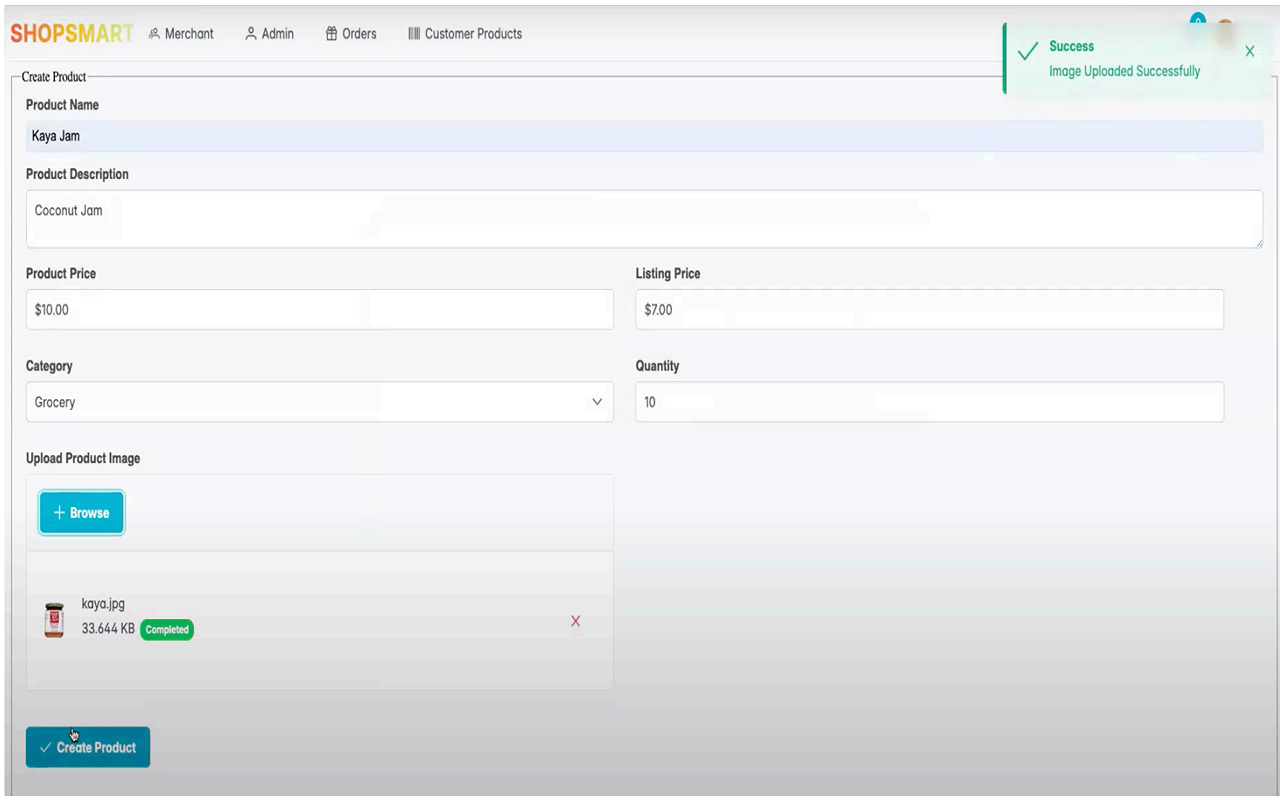 SHOPSMART Merchant Admin Orders Customer Products
Success
Image Uploaded Successfully
Create Product
Product Name
Kaya Jam
Product Description
Coconut Jam
Product Price Listing Price
$10.00 $7.00
Category Quantity
Grocery 10
Upload Product Image
Browse
kaya.jpg
33.644 KB Completed
Create Product